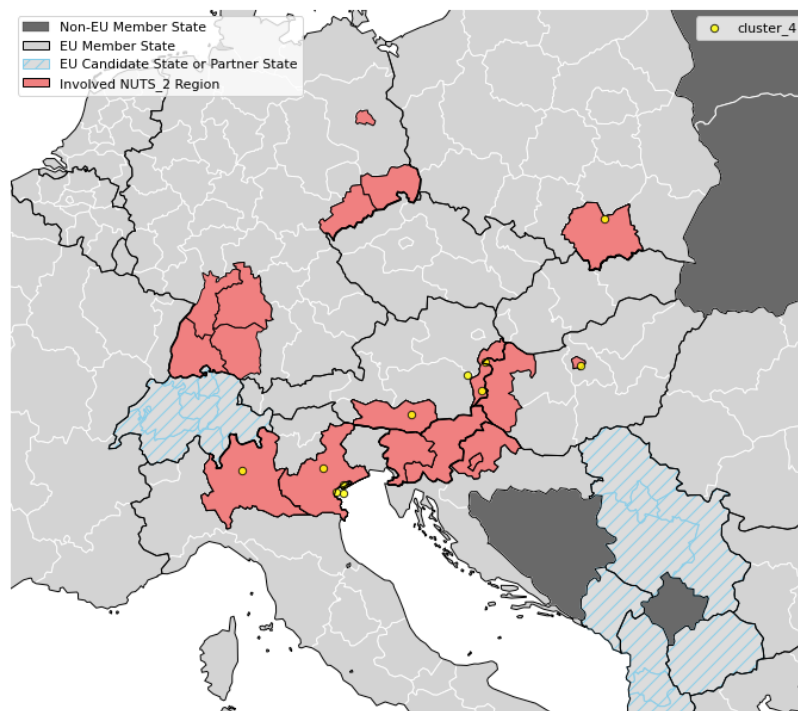 Non-EU Member State
EU Member State
EU Candidate State or Partner State
Involved NUTS_2 Region
cluster_4